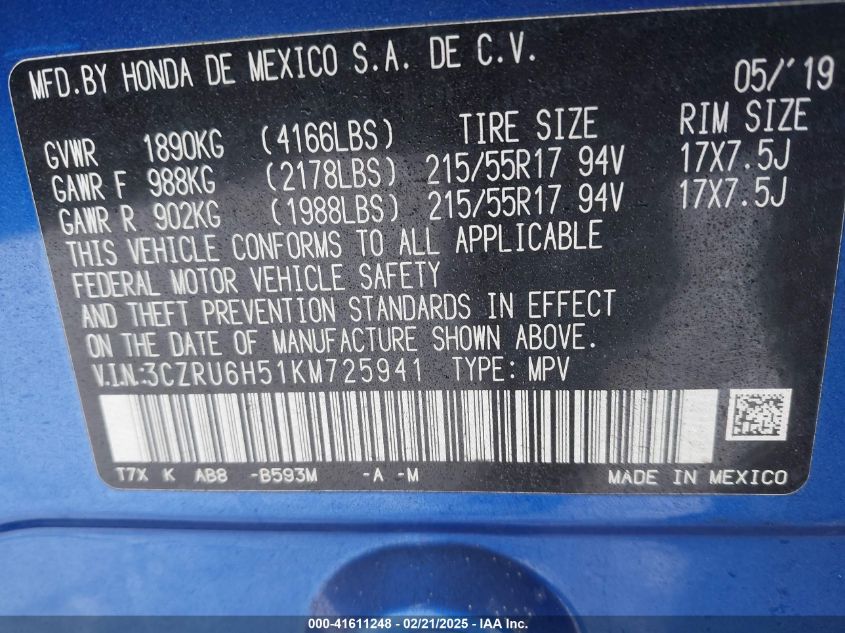 MFD.BY HONDA DE MEXICO S.A. DE C.V. 05/'19
GVWR 1890KG (4166LBS) TIRE SIZE RIM SIZE
GAWR F 988KG (2178LBS) 215/55R17 94V 17X7.5J
GAWR R 902KG (1988LBS) 215/55R17 94V 17X7.5J
THIS VEHICLE CONFORMS TO ALL APPLICABLE
FEDERAL MOTOR VEHICLE SAFETY
AND THEFT PREVENTION STANDARDS IN EFFECT
ON THE DATE OF MANUFACTURE SHOWN ABOVE.
V.I.N.:3CZRU6H51KM725941 TYPE: MPV
T7X K AB8 -B593M -A -M MADE IN MEXICO
000-41611248 - 02/21/2025 - IAA Inc.